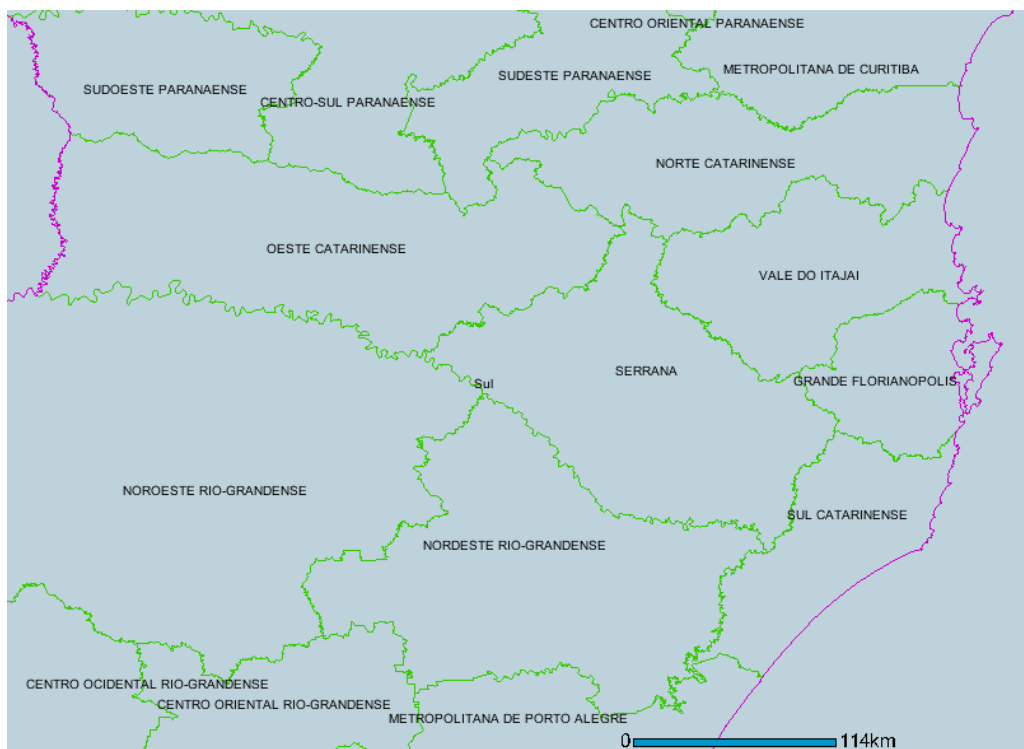 CENTRO ORIENTAL PARANAENSE
METROPOLITANA DE CURITIBA
SUDESTE PARANAENSE
SUDOESTE PARANAENSE
CENTRO-SUL PARANAENSE
NORTE CATARINENSE
OESTE CATARINENSE
VALE DO ITAJAI
SERRANA
GRANDE FLORIANOPOLIS
Sul
NOROESTE RIO-GRANDENSE
SUL CATARINENSE
NORDESTE RIO-GRANDENSE
CENTRO OCIDENTAL RIO-GRANDENSE
CENTRO ORIENTAL RIO-GRANDENSE
METROPOLITANA DE PORTO ALEGRE
0 114km